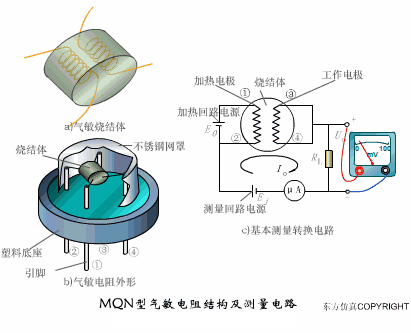 a)气敏烧结体
烧结体
不锈钢网罩
塑料底座
引脚
①
②
③
④
b)气敏电阻外形
加热电极
烧结体
工作电极
①
③
加热回路电源
E₀
②
④
I₀
U₀
R_L
+
-
0
100
mV
μA
E_i
测量回路电源
c)基本测量转换电路
MQN型气敏电阻结构及测量电路
东方仿真COPYRIGHT